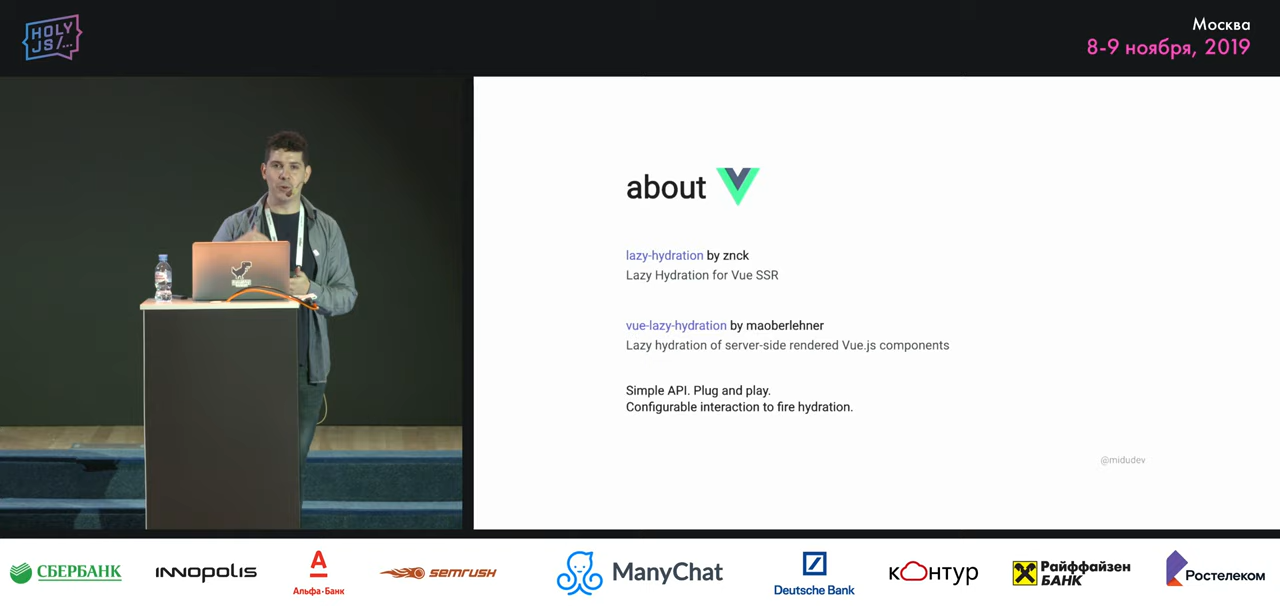 HOLY
JS/...
Москва
8-9 ноября, 2019
about
lazy-hydration by znck
Lazy Hydration for Vue SSR
vue-lazy-hydration by maoberlehner
Lazy hydration of server-side rendered Vue.js components
Simple API. Plug and play.
Configurable interaction to fire hydration.
@midudev
СБЕРБАНК
INNOPOLIS
А
Альфа·Банк
semrush
ManyChat
Deutsche Bank
контур
Райффайзен
БАНК
Ростелеком